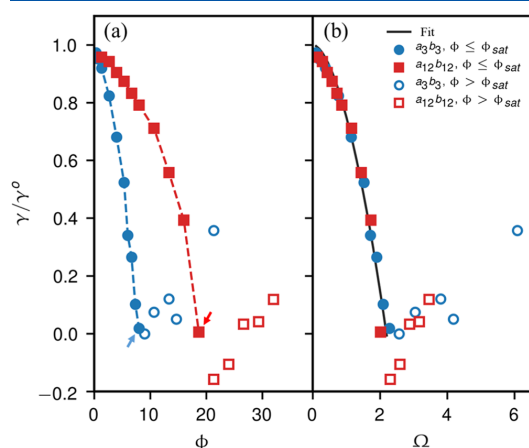 (a)
(b)
Fit
a₃b₃, Φ ≤ Φ_sat
a₁₂b₁₂, Φ ≤ Φ_sat
a₃b₃, Φ > Φ_sat
a₁₂b₁₂, Φ > Φ_sat
1.0
0.8
0.6
0.4
0.2
0.0
−0.2
γ/γ⁰
0 10 20 30 0 2 4 6
Φ Ω